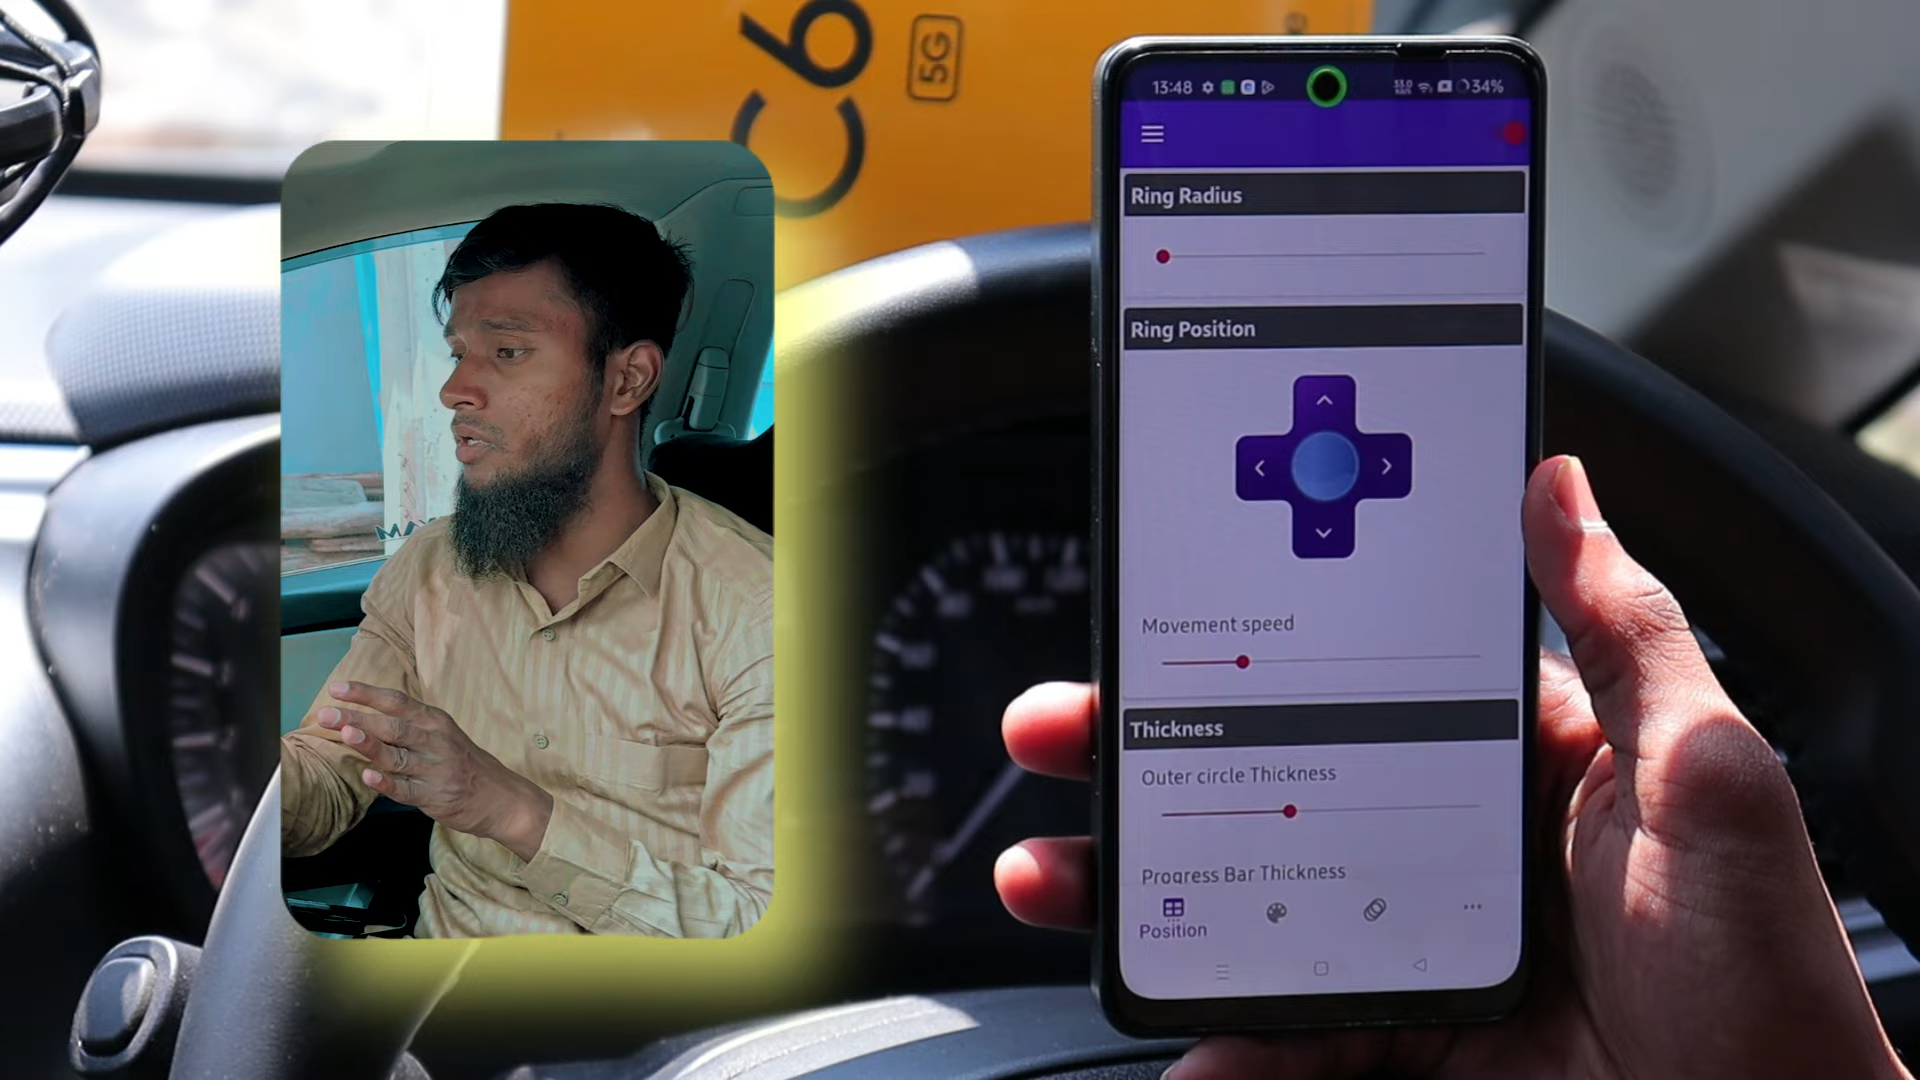 C6
5G
13:48
34%
Ring Radius
Ring Position
Movement speed
Thickness
Outer circle Thickness
Progress Bar Thickness
Position